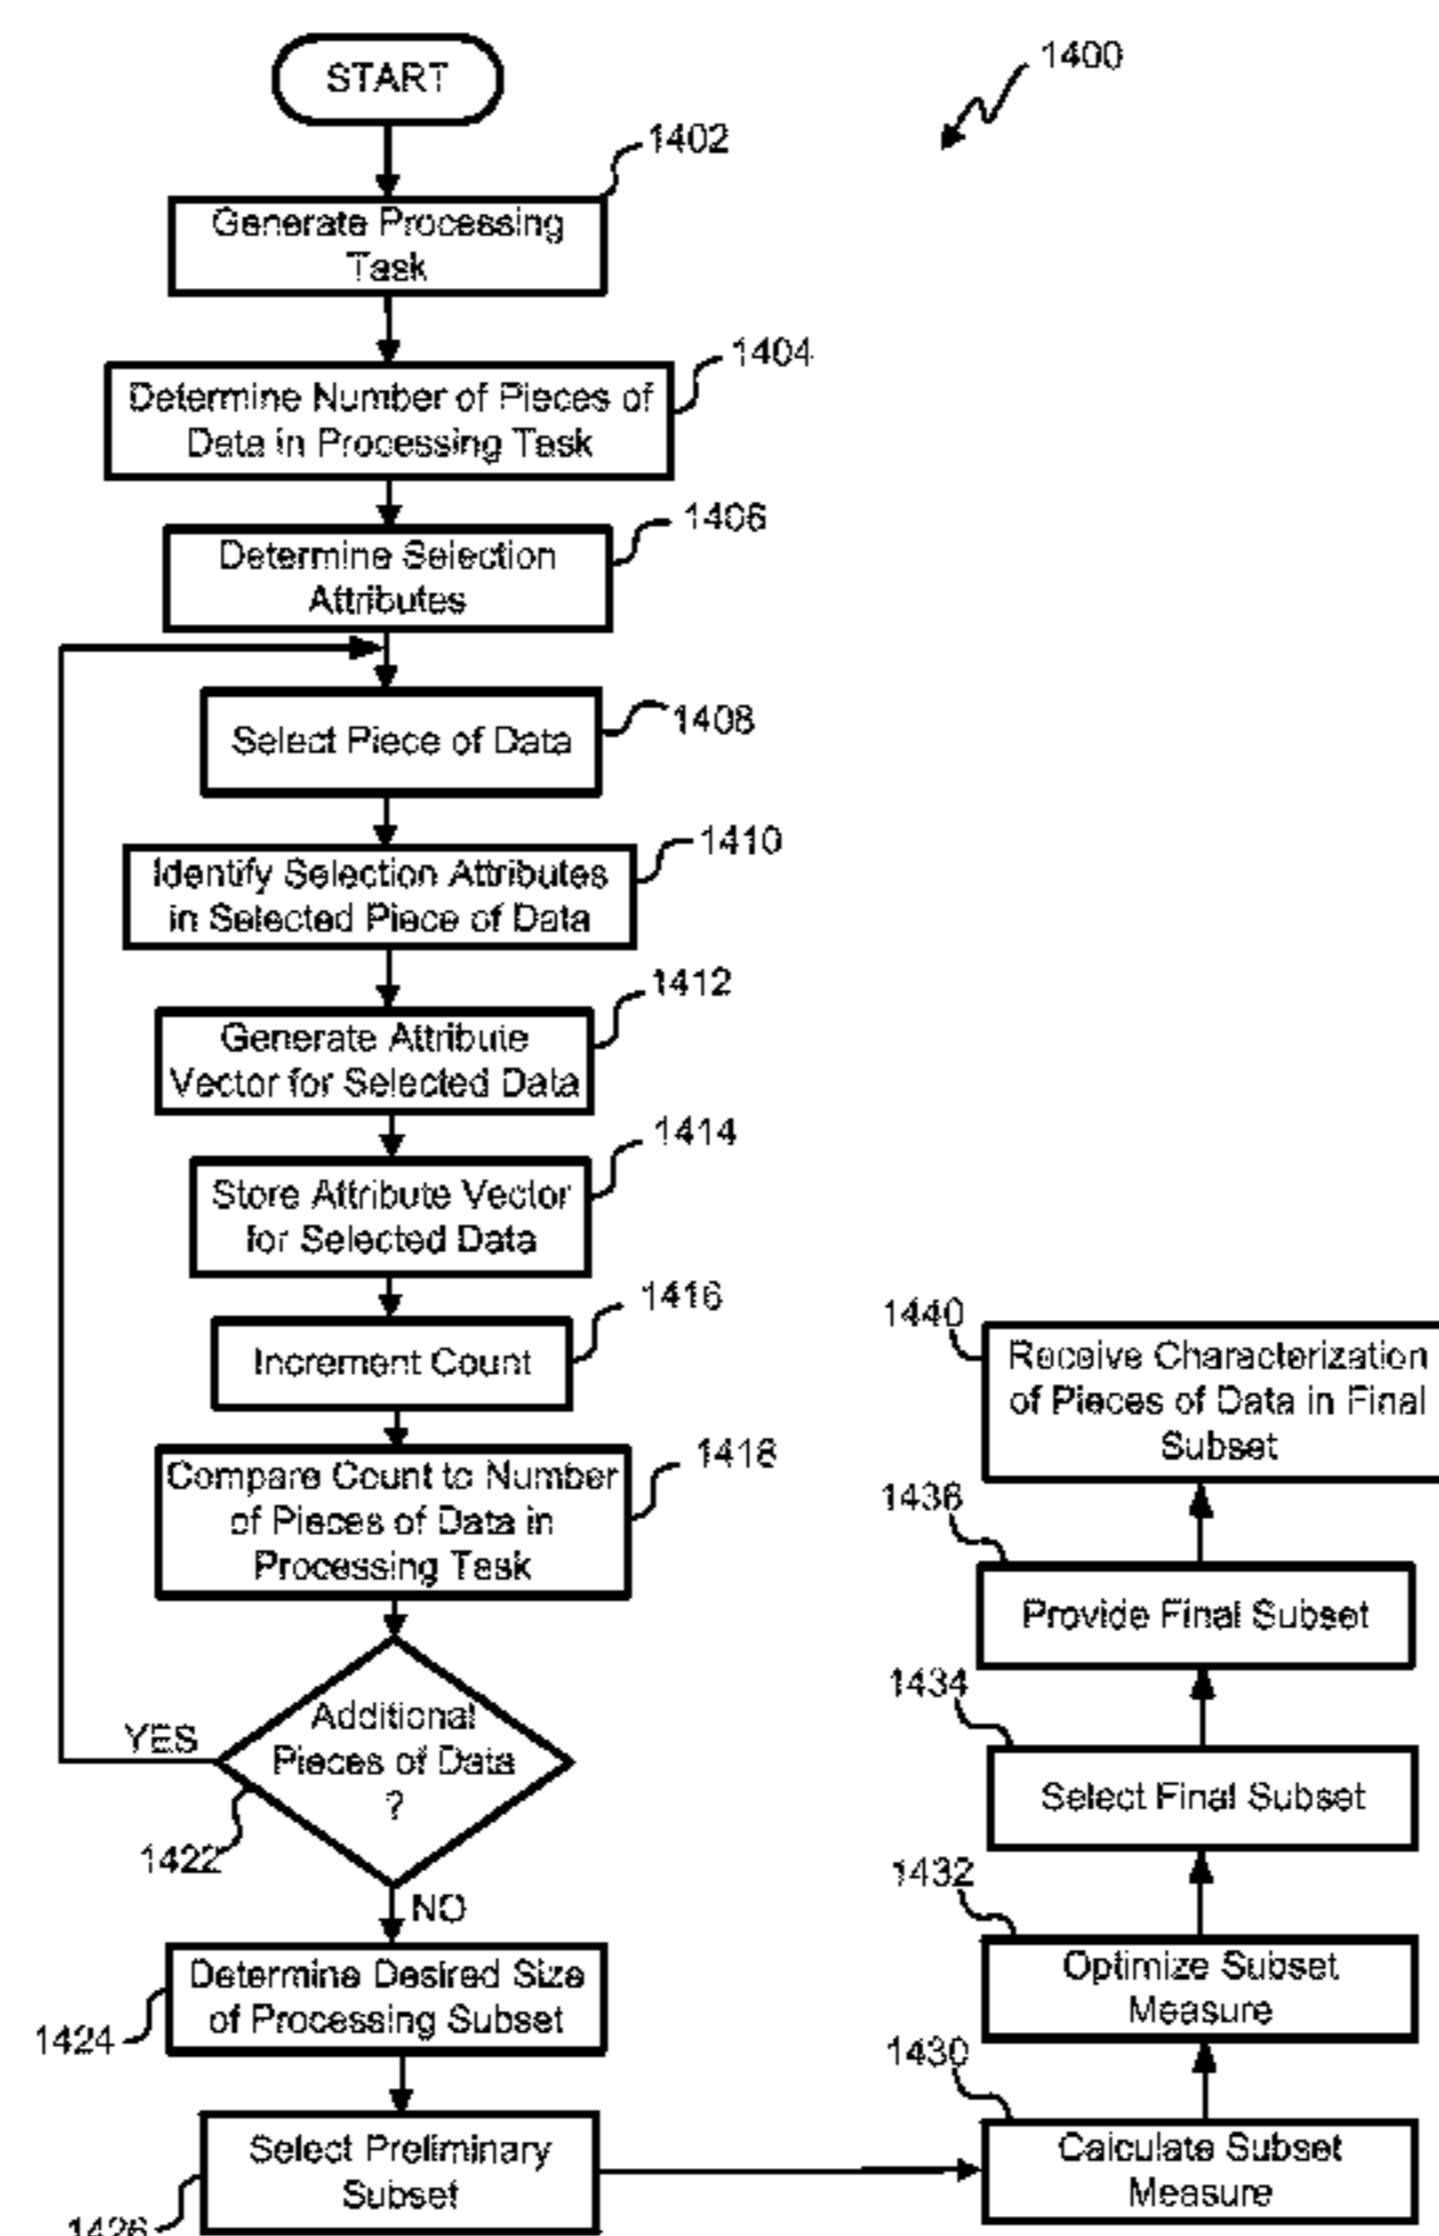 START
1400
1402
Generate Processing
Task
1404
Determine Number of Pieces of
Data in Processing Task
1406
Determine Selection
Attributes
1408
Select Piece of Data
1410
Identify Selection Attributes
in Selected Piece of Data
1412
Generate Attribute
Vector for Selected Data
1414
Store Attribute Vector
for Selected Data
1416
Increment Count
1418
Compare Count to Number
of Pieces of Data in
Processing Task
Additional
Pieces of Data
?
YES
1422
NO
Determine Desired Size
of Processing Subset
1424
Select Preliminary
Subset
1426
1440
Receive Characterization
of Pieces of Data in Final
Subset
1436
Provide Final Subset
1434
Select Final Subset
1432
Optimize Subset
Measure
1430
Calculate Subset
Measure